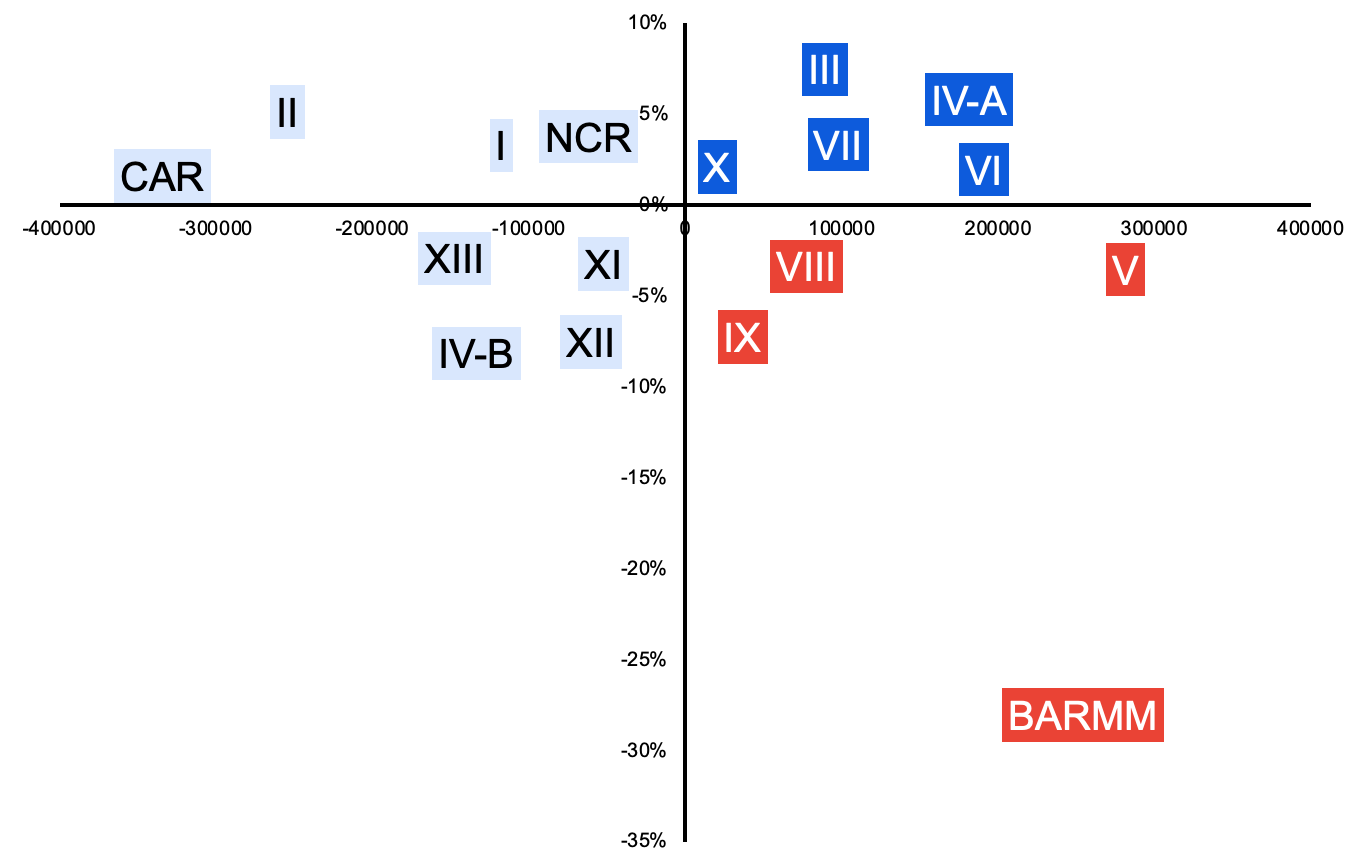 10%
III
IV-A
II
5%
I
NCR
VII
X
VI
CAR
0%
-400000 -300000 -200000 -100000 0 100000 200000 300000 400000
XIII
XI
VIII
V
-5%
IX
XII
IV-B
-10%
-15%
-20%
-25%
BARMM
-30%
-35%